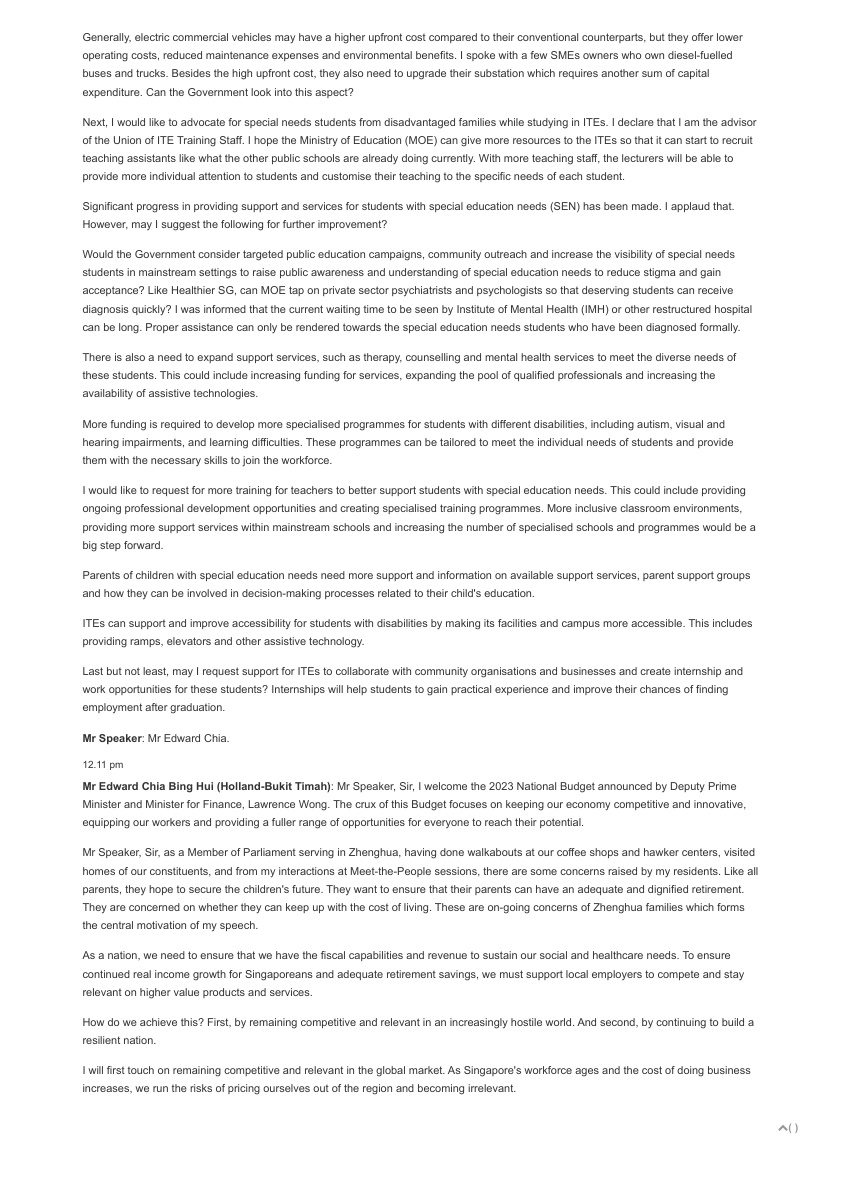 Generally, electric commercial vehicles may have a higher upfront cost compared to their conventional counterparts, but they offer lower
operating costs, reduced maintenance expenses and environmental benefits. I spoke with a few SMEs owners who own diesel-fuelled
buses and trucks. Besides the high upfront cost, they also need to upgrade their substation which requires another sum of capital
expenditure. Can the Government look into this aspect?
Next, I would like to advocate for special needs students from disadvantaged families while studying in ITEs. I declare that I am the advisor
of the Union of ITE Training Staff. I hope the Ministry of Education (MOE) can give more resources to the ITEs so that it can start to recruit
teaching assistants like what the other public schools are already doing currently. With more teaching staff, the lecturers will be able to
provide more individual attention to students and customise their teaching to the specific needs of each student.
Significant progress in providing support and services for students with special education needs (SEN) has been made. I applaud that.
However, may I suggest the following for further improvement?
Would the Government consider targeted public education campaigns, community outreach and increase the visibility of special needs
students in mainstream settings to raise public awareness and understanding of special education needs to reduce stigma and gain
acceptance? Like Healthier SG, can MOE tap on private sector psychiatrists and psychologists so that deserving students can receive
diagnosis quickly? I was informed that the current waiting time to be seen by Institute of Mental Health (IMH) or other restructured hospital
can be long. Proper assistance can only be rendered towards the special education needs students who have been diagnosed formally.
There is also a need to expand support services, such as therapy, counselling and mental health services to meet the diverse needs of
these students. This could include increasing funding for services, expanding the pool of qualified professionals and increasing the
availability of assistive technologies.
More funding is required to develop more specialised programmes for students with different disabilities, including autism, visual and
hearing impairments, and learning difficulties. These programmes can be tailored to meet the individual needs of students and provide
them with the necessary skills to join the workforce.
I would like to request for more training for teachers to better support students with special education needs. This could include providing
ongoing professional development opportunities and creating specialised training programmes. More inclusive classroom environments,
providing more support services within mainstream schools and increasing the number of specialised schools and programmes would be a
big step forward.
Parents of children with special education needs need more support and information on available support services, parent support groups
and how they can be involved in decision-making processes related to their child's education.
ITEs can support and improve accessibility for students with disabilities by making its facilities and campus more accessible. This includes
providing ramps, elevators and other assistive technology.
Last but not least, may I request support for ITEs to collaborate with community organisations and businesses and create internship and
work opportunities for these students? Internships will help students to gain practical experience and improve their chances of finding
employment after graduation.
Mr Speaker: Mr Edward Chia.
12.11 pm
Mr Edward Chia Bing Hui (Holland-Bukit Timah): Mr Speaker, Sir, I welcome the 2023 National Budget announced by Deputy Prime
Minister and Minister for Finance, Lawrence Wong. The crux of this Budget focuses on keeping our economy competitive and innovative,
equipping our workers and providing a fuller range of opportunities for everyone to reach their potential.
Mr Speaker, Sir, as a Member of Parliament serving in Zhenghua, having done walkabouts at our coffee shops and hawker centers, visited
homes of our constituents, and from my interactions at Meet-the-People sessions, there are some concerns raised by my residents. Like all
parents, they hope to secure the children's future. They want to ensure that their parents can have an adequate and dignified retirement.
They are concerned on whether they can keep up with the cost of living. These are on-going concerns of Zhenghua families which forms
the central motivation of my speech.
As a nation, we need to ensure that we have the fiscal capabilities and revenue to sustain our social and healthcare needs. To ensure
continued real income growth for Singaporeans and adequate retirement savings, we must support local employers to compete and stay
relevant on higher value products and services.
How do we achieve this? First, by remaining competitive and relevant in an increasingly hostile world. And second, by continuing to build a
resilient nation.
I will first touch on remaining competitive and relevant in the global market. As Singapore's workforce ages and the cost of doing business
increases, we run the risks of pricing ourselves out of the region and becoming irrelevant.
( )